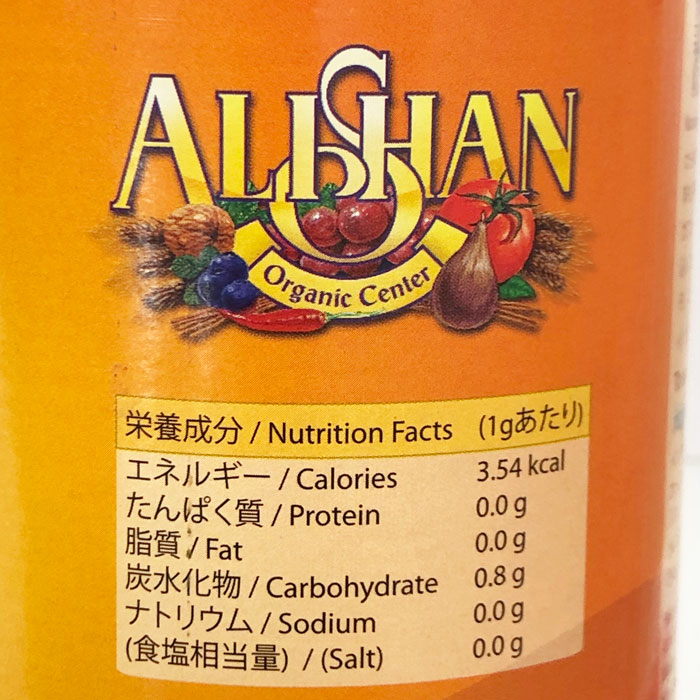 ALISHAN
Organic Center
栄養成分 / Nutrition Facts (1gあたり)
エネルギー / Calories 3.54 kcal
たんぱく質 / Protein 0.0 g
脂質 / Fat 0.0 g
炭水化物 / Carbohydrate 0.8 g
ナトリウム / Sodium 0.0 g
(食塩相当量) / (Salt) 0.0 g